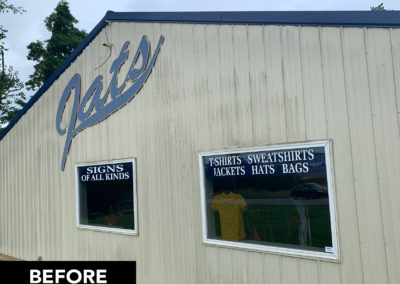 Jats
SIGNS
OF ALL KINDS
T-SHIRTS SWEATSHIRTS
JACKETS HATS BAGS
BEFORE